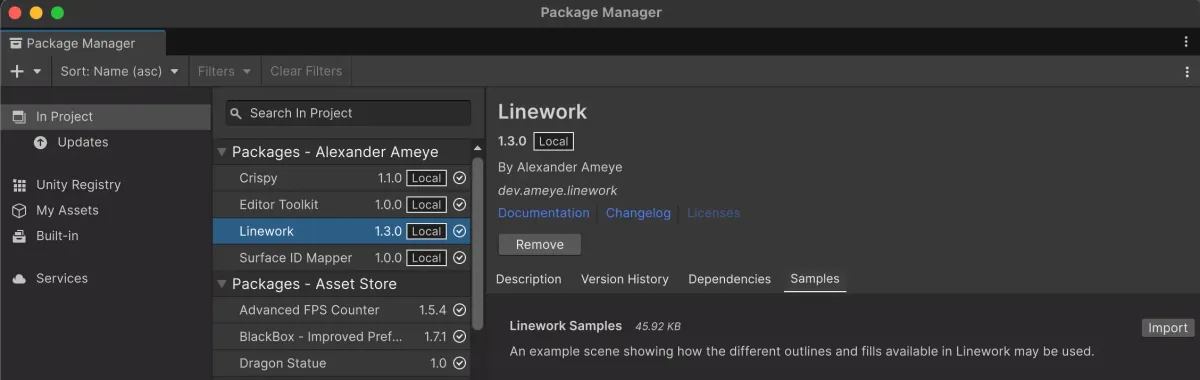 Package Manager
Package Manager
Sort: Name (asc)
Filters
Clear Filters
In Project
Updates
Unity Registry
My Assets
Built-in
Services
Search In Project
Packages - Alexander Ameye
Crispy 1.1.0 Local
Editor Toolkit 1.0.0 Local
Linework 1.3.0 Local
Surface ID Mapper 1.0.0 Local
Packages - Asset Store
Advanced FPS Counter 1.5.4
BlackBox - Improved Pref... 1.7.1
Dragon Statue 1.0
Linework
1.3.0 Local
By Alexander Ameye
dev.ameye.linework
Documentation Changelog Licenses
Remove
Description Version History Dependencies Samples
Linework Samples 45.92 KB
Import
An example scene showing how the different outlines and fills available in Linework may be used.